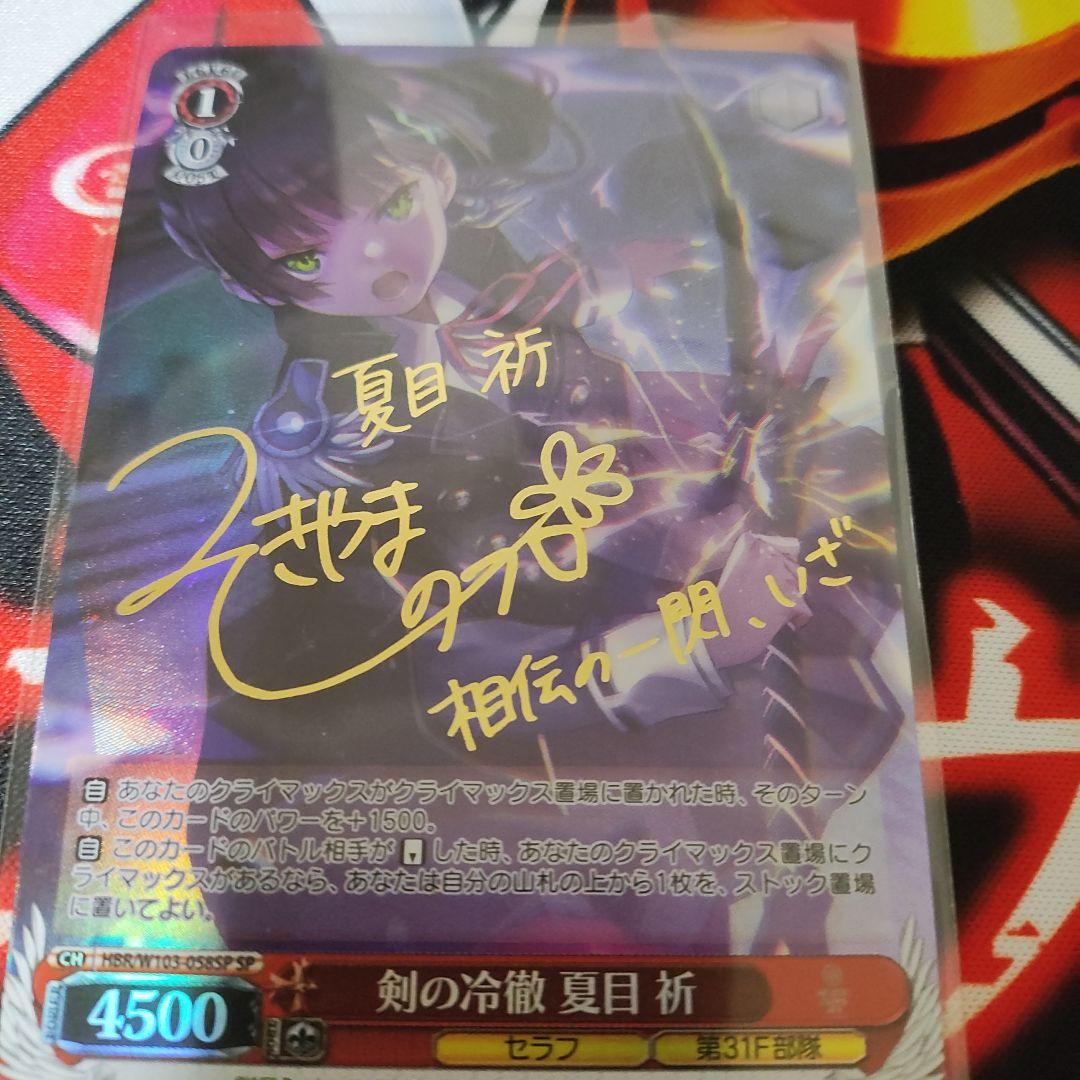 1
0
COST
夏目 祈
さきやま
相伝の一閃、いざ
自 あなたのクライマックスがクライマックス置場に置かれた時、そのターン
中、このカードのパワーを+1500。
自 このカードのバトル相手が した時、あなたのクライマックス置場にク
ライマックスがあるなら、あなたは自分の山札の上から1枚を、ストック置場
に置いてよい。
CH HBR/W103-058SP SP
剣の冷徹 夏目 祈
4500
セラフ 第31F部隊